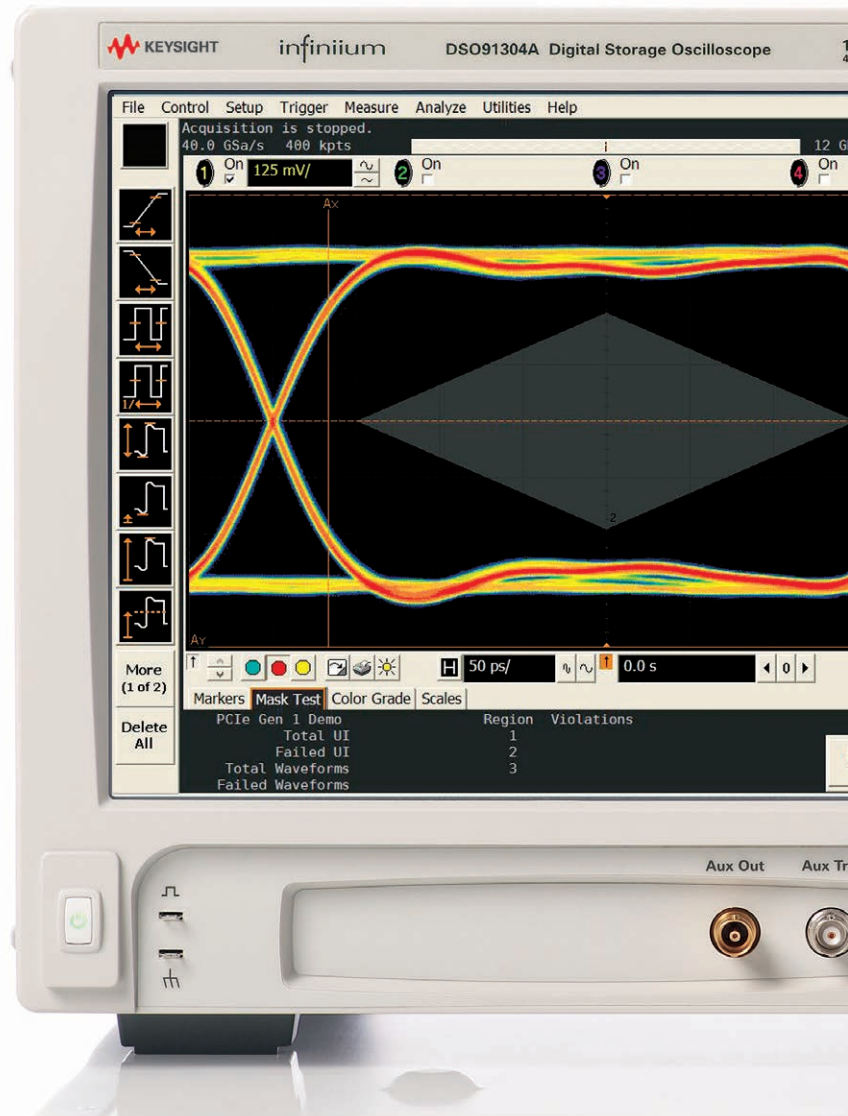 KEYSIGHT infiniium DSO91304A Digital Storage Oscilloscope
File Control Setup Trigger Measure Analyze Utilities Help
Acquisition is stopped.
40.0 GSa/s 400 kpts 12
1 On 125 mV/ 2 On 3 On 4 On
Ax
2
Ay
H 50 ps/ 0.0 s 0
1/
More
(1 of 2)
Delete
All
Markers Mask Test Color Grade Scales
PCIe Gen 1 Demo Region Violations
Total UI 1
Failed UI 2
Total Waveforms 3
Failed Waveforms
Aux Out Aux Tr